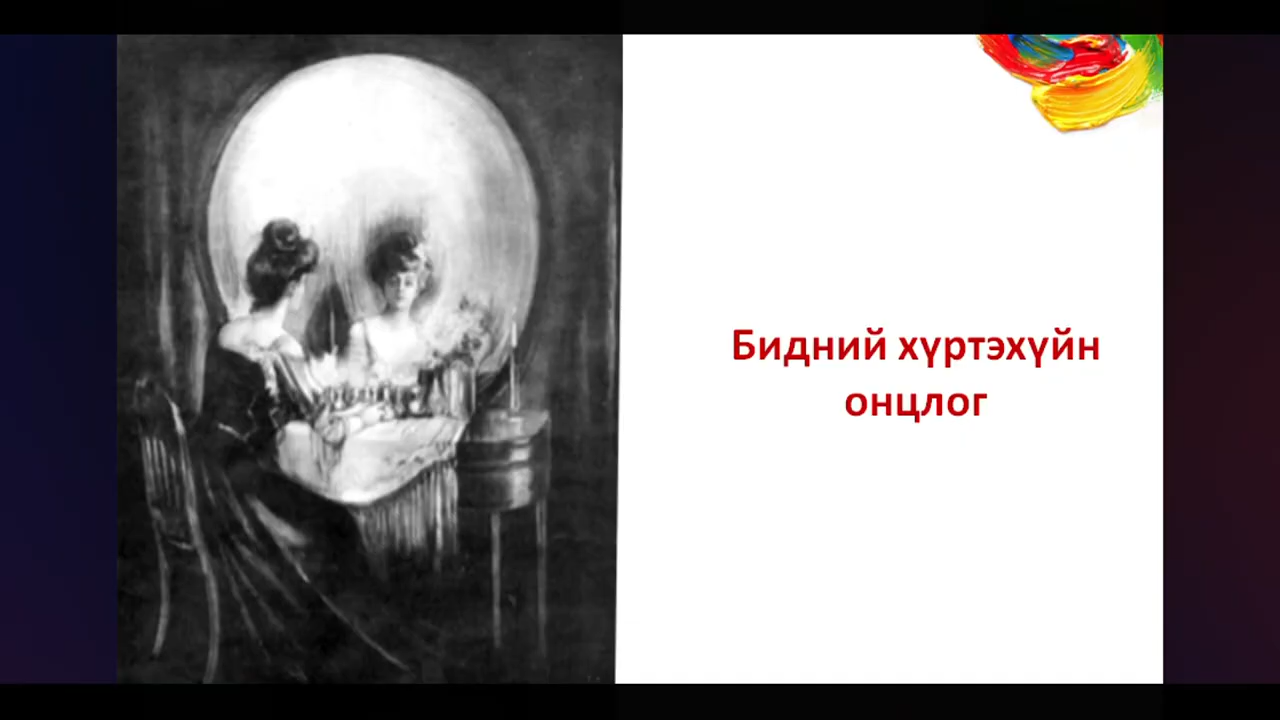 Бидний хүртэхүйн
онцлог